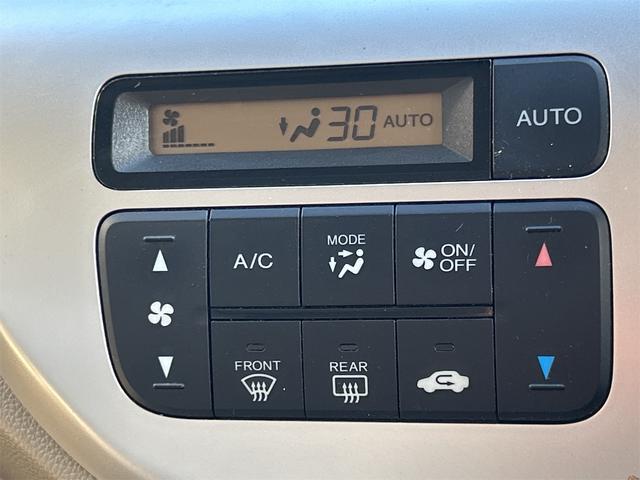 30 AUTO
AUTO
A/C
MODE
ON/
OFF
FRONT
REAR